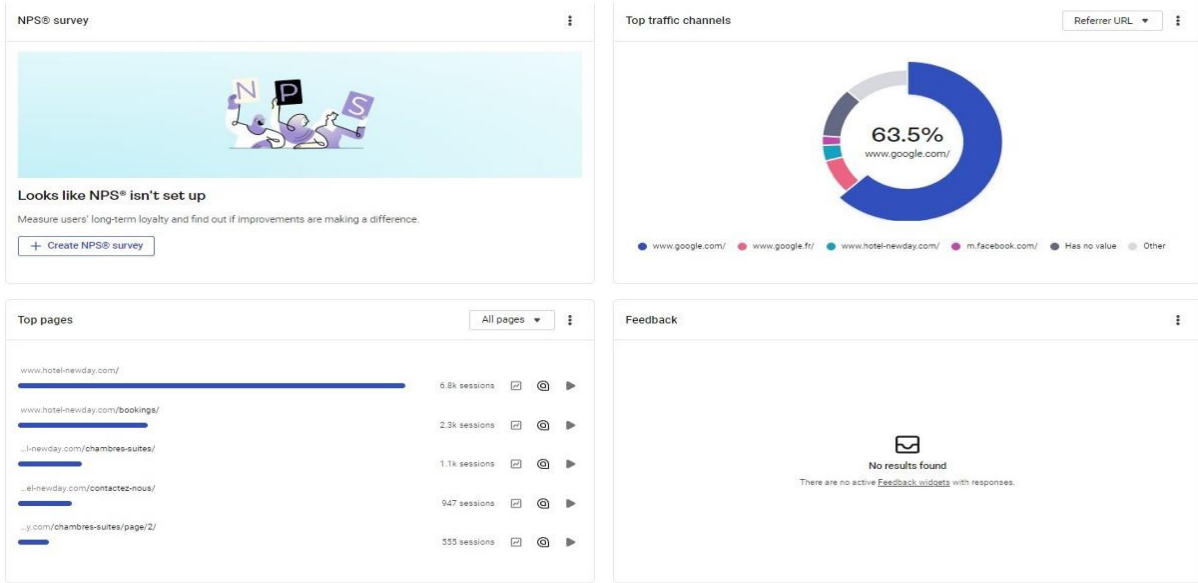 NPS® survey
N P S
Looks like NPS® isn't set up
Measure users' long-term loyalty and find out if improvements are making a difference.
+ Create NPS® survey
Top traffic channels
Referrer URL
63.5%
www.google.com/
www.google.com/ www.google.fr/ www.hotel-newday.com/ m.facebook.com/ Has no value Other
Top pages
All pages
www.hotel-newday.com/
6.8k sessions
www.hotel-newday.com/bookings/
2.3k sessions
...l-newday.com/chambres-suites/
1.1k sessions
...el-newday.com/contactez-nous/
947 sessions
...y.com/chambres-suites/page/2/
555 sessions
Feedback
No results found
There are no active Feedback widgets with responses.